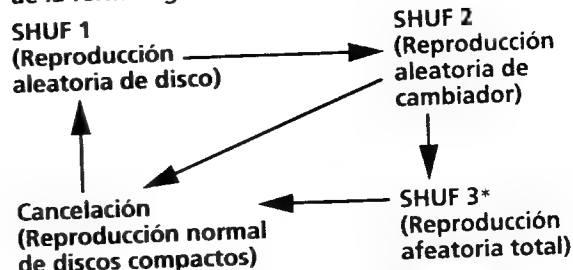 SHUF 1
(Reproducción
aleatoria de disco)
SHUF 2
(Reproducción
aleatoria de
cambiador)
SHUF 3*
(Reproducción
afeatoria total)
Cancelación
(Reproducción normal
de discos compactos)